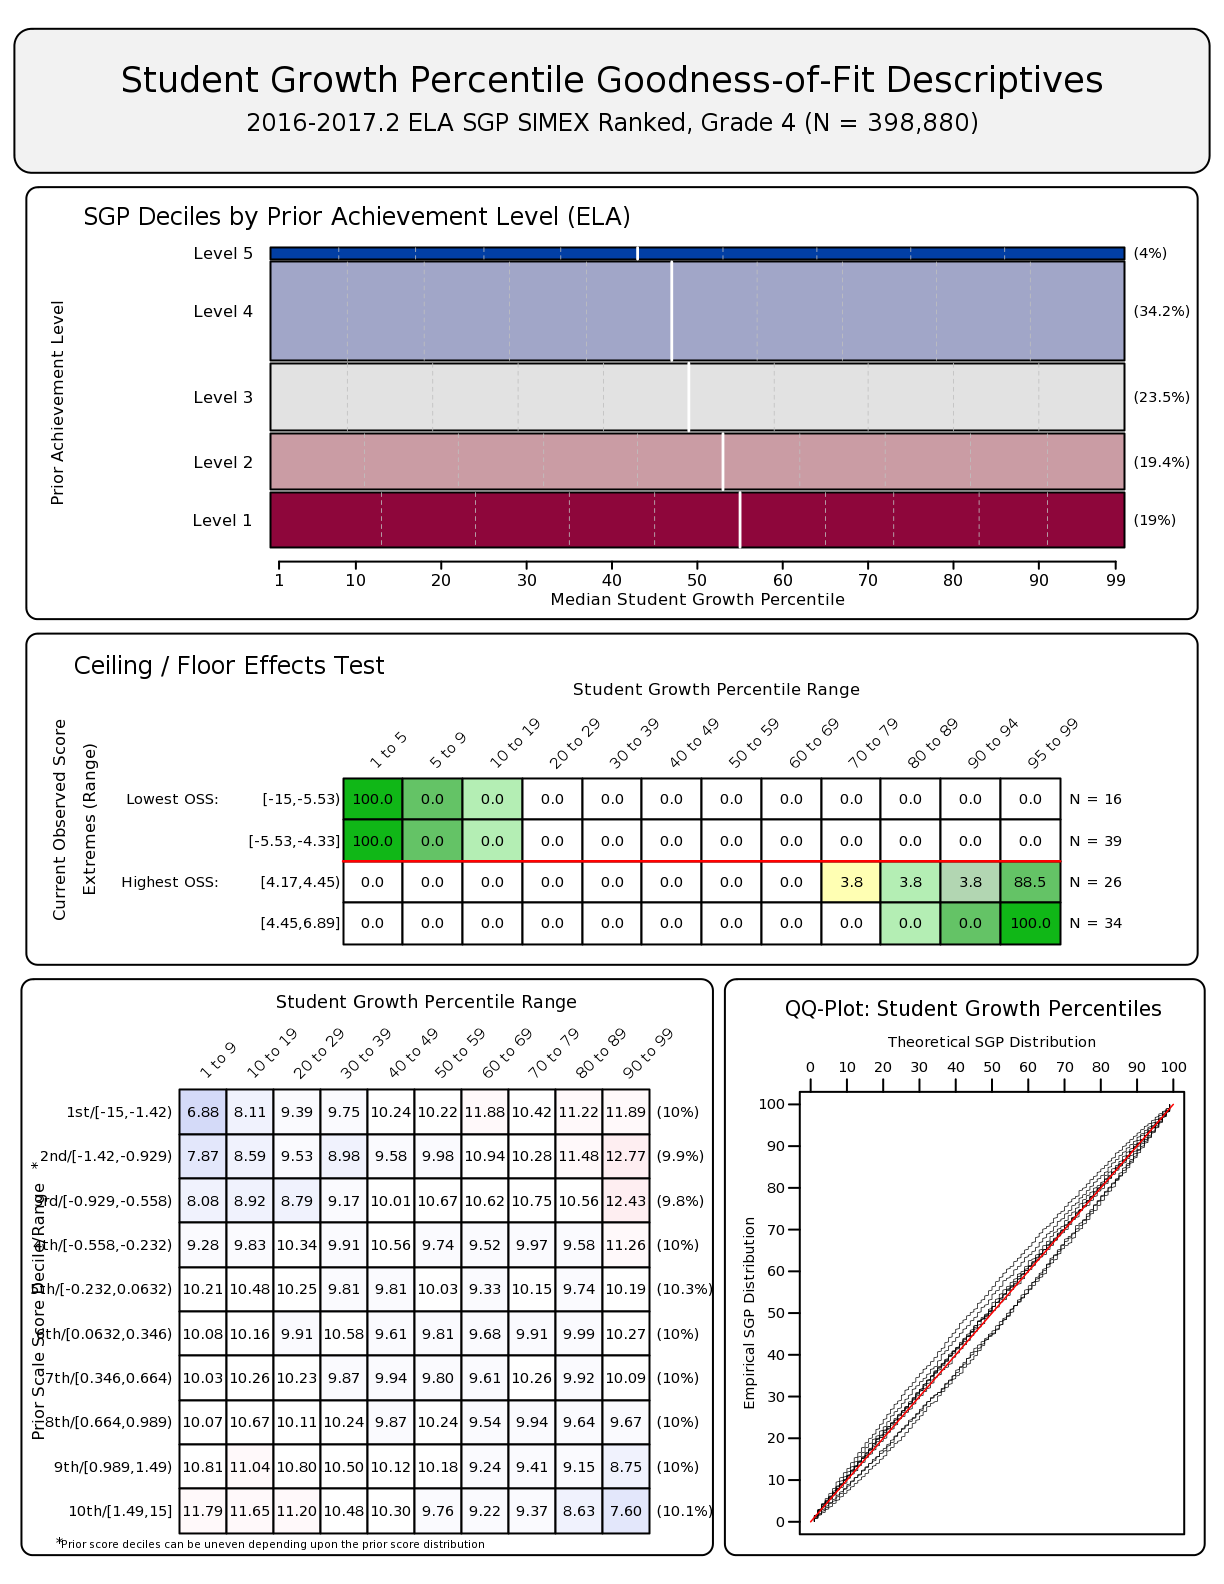 Student Growth Percentile Goodness-of-Fit Descriptives
2016-2017.2 ELA SGP SIMEX Ranked, Grade 4 (N = 398,880)
SGP Deciles by Prior Achievement Level (ELA)
Prior Achievement Level
Level 5 (4%)
Level 4 (34.2%)
Level 3 (23.5%)
Level 2 (19.4%)
Level 1 (19%)
1 10 20 30 40 50 60 70 80 90 99
Median Student Growth Percentile
Ceiling / Floor Effects Test
Student Growth Percentile Range
Current Observed Score
Extremes (Range)
1 to 5 5 to 9 10 to 19 20 to 29 30 to 39 40 to 49 50 to 59 60 to 69 70 to 79 80 to 89 90 to 94 95 to 99
Lowest OSS: [-15,-5.53) 100.0 0.0 0.0 0.0 0.0 0.0 0.0 0.0 0.0 0.0 0.0 0.0 N = 16
[-5.53,-4.33] 100.0 0.0 0.0 0.0 0.0 0.0 0.0 0.0 0.0 0.0 0.0 0.0 N = 39
Highest OSS: [4.17,4.45) 0.0 0.0 0.0 0.0 0.0 0.0 0.0 0.0 3.8 3.8 3.8 88.5 N = 26
[4.45,6.89] 0.0 0.0 0.0 0.0 0.0 0.0 0.0 0.0 0.0 0.0 0.0 100.0 N = 34
Student Growth Percentile Range
Prior Scale Score Decile/Range *
1 to 9 10 to 19 20 to 29 30 to 39 40 to 49 50 to 59 60 to 69 70 to 79 80 to 89 90 to 99
1st/[-15,-1.42) 6.88 8.11 9.39 9.75 10.24 10.22 11.88 10.42 11.22 11.89 (10%)
2nd/[-1.42,-0.929) 7.87 8.59 9.53 8.98 9.58 9.98 10.94 10.28 11.48 12.77 (9.9%)
3rd/[-0.929,-0.558) 8.08 8.92 8.79 9.17 10.01 10.67 10.62 10.75 10.56 12.43 (9.8%)
4th/[-0.558,-0.232) 9.28 9.83 10.34 9.91 10.56 9.74 9.52 9.97 9.58 11.26 (10%)
5th/[-0.232,0.0632) 10.21 10.48 10.25 9.81 9.81 10.03 9.33 10.15 9.74 10.19 (10.3%)
6th/[0.0632,0.346) 10.08 10.16 9.91 10.58 9.61 9.81 9.68 9.91 9.99 10.27 (10%)
7th/[0.346,0.664) 10.03 10.26 10.23 9.87 9.94 9.80 9.61 10.26 9.92 10.09 (10%)
8th/[0.664,0.989) 10.07 10.67 10.11 10.24 9.87 10.24 9.54 9.94 9.64 9.67 (10%)
9th/[0.989,1.49) 10.81 11.04 10.80 10.50 10.12 10.18 9.24 9.41 9.15 8.75 (10%)
10th/[1.49,15] 11.79 11.65 11.20 10.48 10.30 9.76 9.22 9.37 8.63 7.60 (10.1%)
*Prior score deciles can be uneven depending upon the prior score distribution
QQ-Plot: Student Growth Percentiles
Theoretical SGP Distribution
0 10 20 30 40 50 60 70 80 90 100
Empirical SGP Distribution
100
90
80
70
60
50
40
30
20
10
0